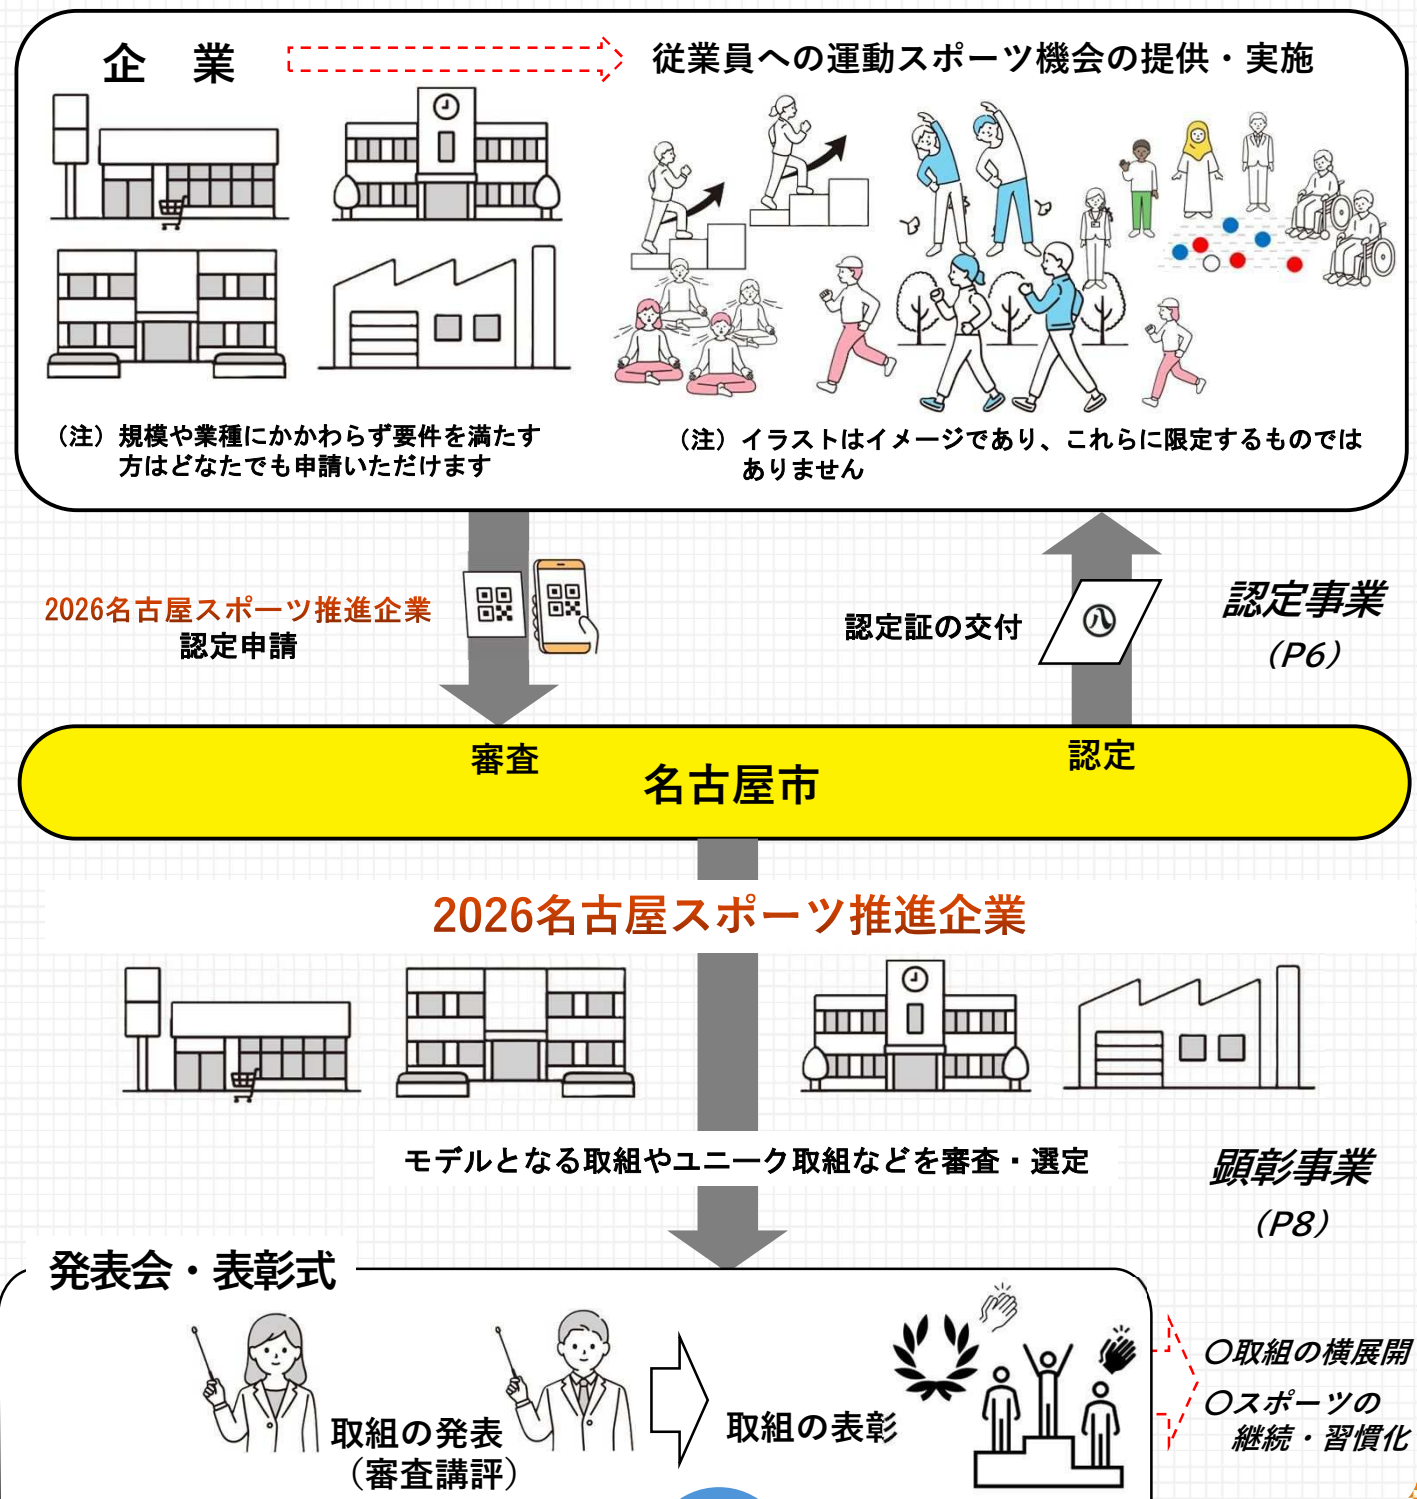 企　業
従業員への運動スポーツ機会の提供・実施
（注）規模や業種にかかわらず要件を満たす
方はどなたでも申請いただけます
（注）イラストはイメージであり、これらに限定するものでは
ありません
2026名古屋スポーツ推進企業
認定申請
認定証の交付
㊇
認定事業
（P6）
審査
認定
名古屋市
2026名古屋スポーツ推進企業
モデルとなる取組やユニーク取組などを審査・選定
顕彰事業
（P8）
発表会・表彰式
取組の発表
（審査講評）
取組の表彰
〇取組の横展開
〇スポーツの
継続・習慣化